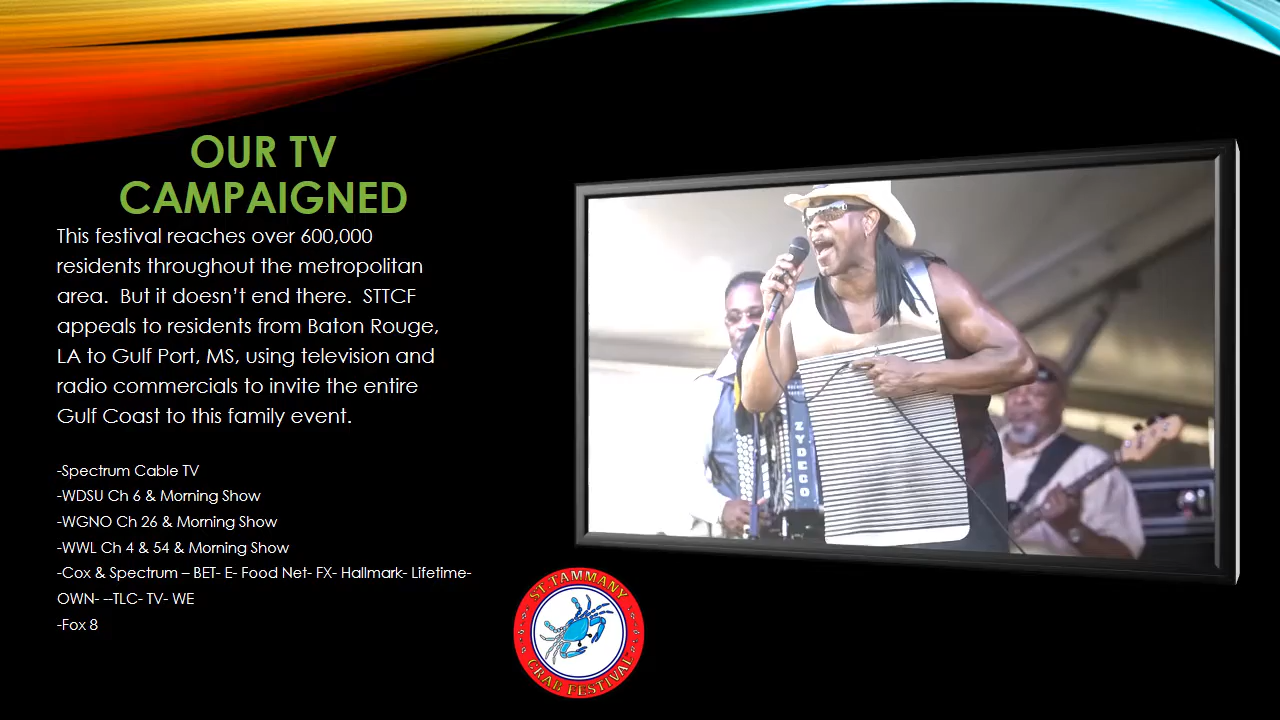 OUR TV
CAMPAIGNED
This festival reaches over 600,000
residents throughout the metropolitan
area.  But it doesn’t end there.  STTCF
appeals to residents from Baton Rouge,
LA to Gulf Port, MS, using television and
radio commercials to invite the entire
Gulf Coast to this family event.
-Spectrum Cable TV
-WDSU Ch 6 & Morning Show
-WGNO Ch 26 & Morning Show
-WWL Ch 4 & 54 & Morning Show
-Cox & Spectrum – BET- E- Food Net- FX- Hallmark- Lifetime-
OWN- --TLC- TV- WE
-Fox 8
ZYDECO
ST. TAMMANY
CRAB FESTIVAL